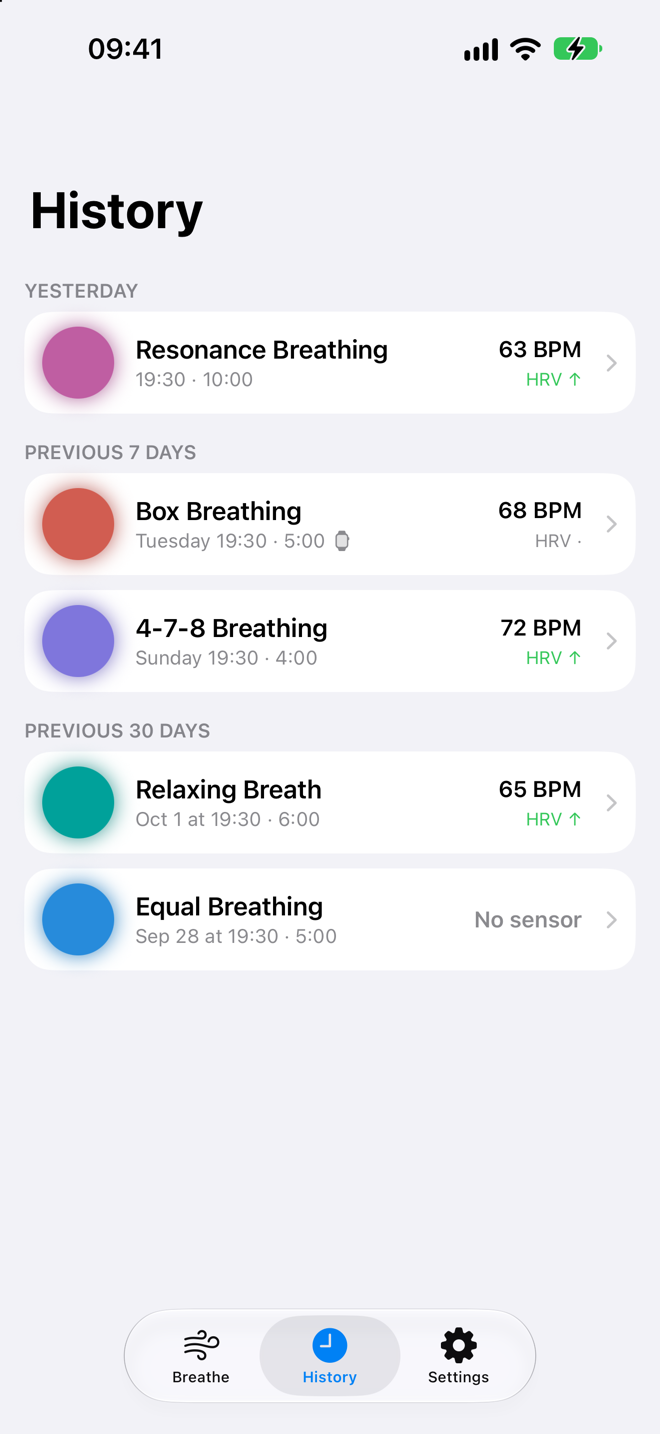 09:41
History
YESTERDAY
Resonance Breathing
63 BPM
19:30 · 10:00
HRV ↑
PREVIOUS 7 DAYS
Box Breathing
68 BPM
Tuesday 19:30 · 5:00
HRV ·
4-7-8 Breathing
72 BPM
Sunday 19:30 · 4:00
HRV ↑
PREVIOUS 30 DAYS
Relaxing Breath
65 BPM
Oct 1 at 19:30 · 6:00
HRV ↑
Equal Breathing
No sensor
Sep 28 at 19:30 · 5:00
Breathe
History
Settings